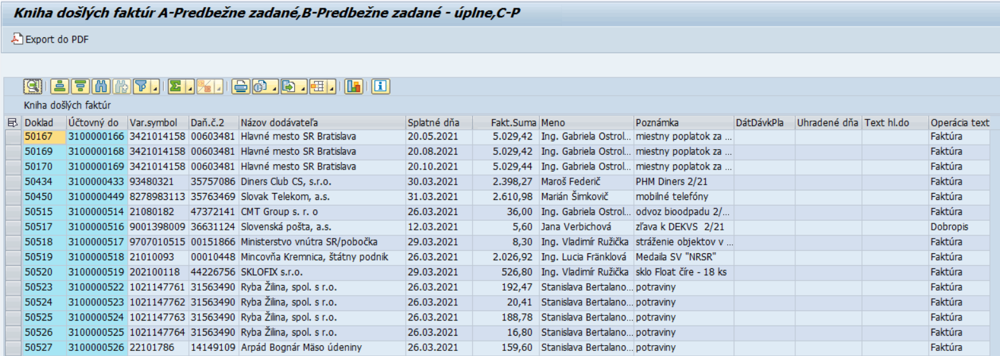 Kniha došlých faktúr A-Predbežne zadané,B-Predbežne zadané - úplne,C-P
Export do PDF
Kniha došlých faktúr
Doklad Účtovný do Var.symbol Daň.č.2 Názov dodávateľa Splatné dňa Fakt.Suma Meno Poznámka DátDávkPla Uhradené dňa Text hl.do Operácia text
50167 3100000166 3421014158 00603481 Hlavné mesto SR Bratislava 20.05.2021 5.029,42 Ing. Gabriela Ostrol... miestny poplatok za ... Faktúra
50169 3100000168 3421014158 00603481 Hlavné mesto SR Bratislava 20.08.2021 5.029,42 Ing. Gabriela Ostrol... miestny poplatok za ... Faktúra
50170 3100000169 3421014158 00603481 Hlavné mesto SR Bratislava 20.10.2021 5.029,44 Ing. Gabriela Ostrol... miestny poplatok za ... Faktúra
50434 3100000433 93480321 35757086 Diners Club CS, s.r.o. 30.03.2021 2.398,27 Maroš Federič PHM Diners 2/21 Faktúra
50450 3100000449 8278983113 35763469 Slovak Telekom, a.s. 31.03.2021 2.610,98 Marián Šimkovič mobilné telefóny Faktúra
50515 3100000514 21080182 47372141 CMT Group s. r. o 26.03.2021 36,00 Ing. Gabriela Ostrol... odvoz bioodpadu 2/... Faktúra
50517 3100000516 9001398009 36631124 Slovenská pošta, a.s. 12.03.2021 5,60 Jana Verbichová zľava k DEKVS 2/21 Dobropis
50518 3100000517 9707010515 00151866 Ministerstvo vnútra SR/pobočka 29.03.2021 8,30 Ing. Vladimír Ružička stráženie objektov v ... Faktúra
50519 3100000518 21010093 00010448 Mincovňa Kremnica, štátny podnik 26.03.2021 2.026,92 Ing. Lucia Fränklová Medaila SV "NRSR" Faktúra
50520 3100000519 202100118 44226756 SKLOFIX s.r.o. 29.03.2021 526,80 Ing. Vladimír Ružička sklo Float číre - 18 ks Faktúra
50523 3100000522 1021147761 31563490 Ryba Žilina, spol. s r.o. 26.03.2021 192,47 Stanislava Bertalano... potraviny Faktúra
50524 3100000523 1021147762 31563490 Ryba Žilina, spol. s r.o. 26.03.2021 20,41 Stanislava Bertalano... potraviny Faktúra
50525 3100000524 1021147763 31563490 Ryba Žilina, spol. s r.o. 26.03.2021 188,78 Stanislava Bertalano... potraviny Faktúra
50526 3100000525 1021147764 31563490 Ryba Žilina, spol. s r.o. 26.03.2021 16,80 Stanislava Bertalano... potraviny Faktúra
50527 3100000526 22101786 14149109 Arpád Bognár Mäso údeniny 26.03.2021 159,60 Stanislava Bertalano... potraviny Faktúra